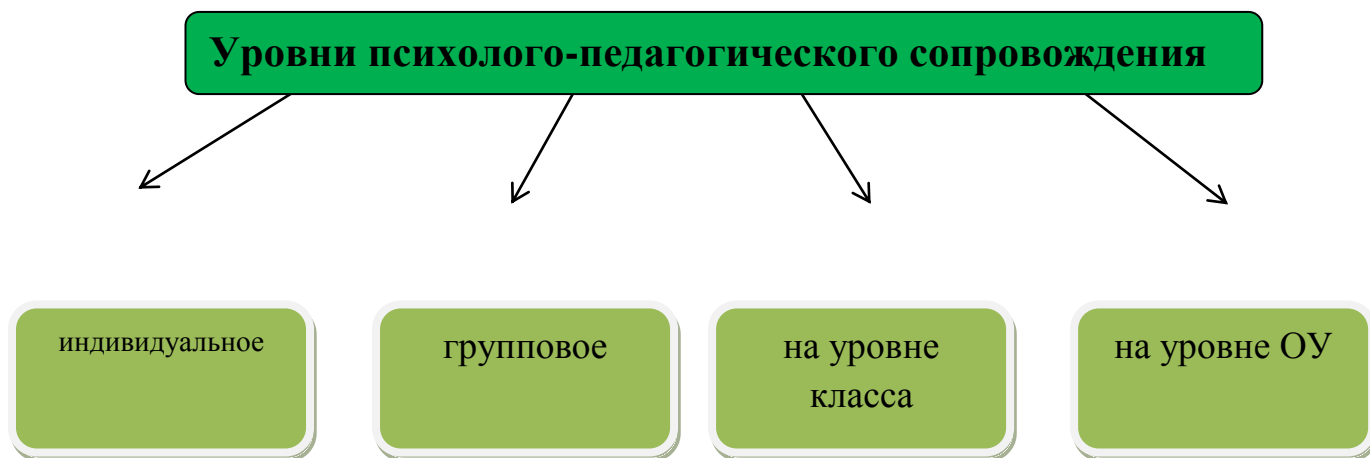 Уровни психолого-педагогического сопровождения
индивидуальное
групповое
на уровне
класса
на уровне ОУ